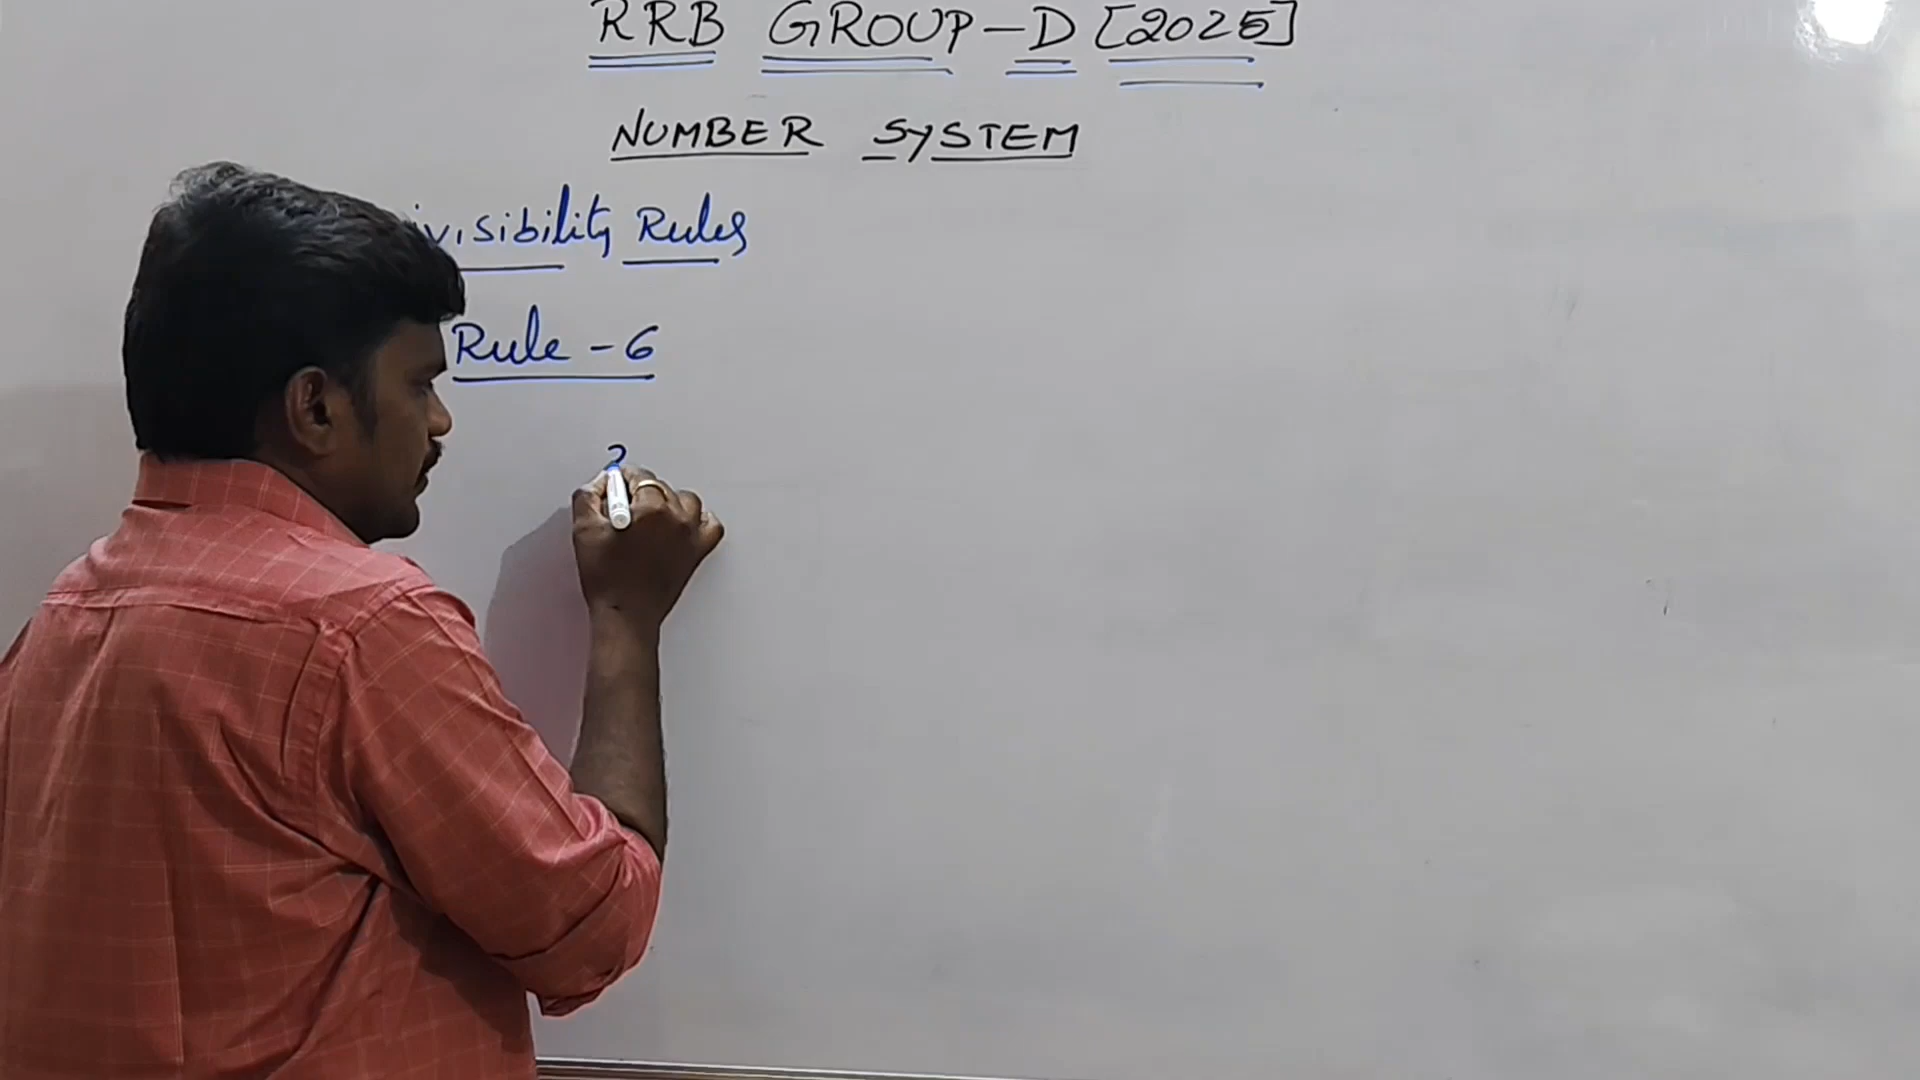 RRB GROUP-D [2025]
NUMBER SYSTEM
ivisibility Rules
Rule - 6